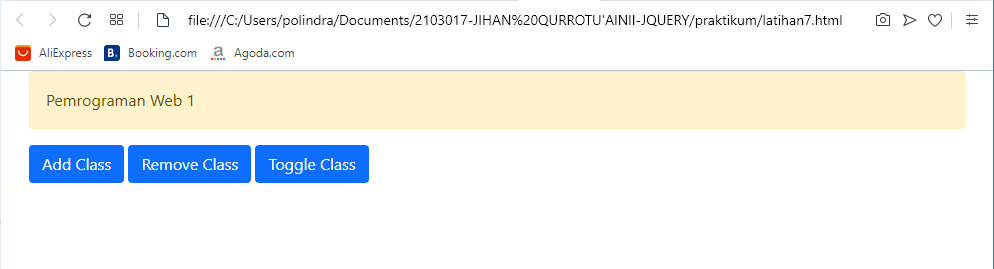 file:///C:/Users/polindra/Documents/2103017-JIHAN%20QURROTU'AINII-JQUERY/praktikum/latihan7.html
AliExpress B. Booking.com a Agoda.com
Pemrograman Web 1
Add Class Remove Class Toggle Class